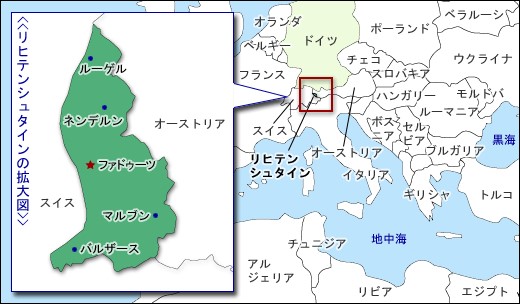 <<リヒテンシュタインの拡大図>>
ルーゲル
ネンデルン
オーストリア
ファドゥーツ
スイス
マルブン
バルザース
オランダ
ベルギー
ドイツ
ポーランド
ベラルーシ
チェコ
ウクライナ
フランス
スロバキア
ハンガリー
モルドバ
ルーマニア
スイス
ボスニア
セルビア
黒海
リヒテン
シュタイン
オーストリア
ブルガリア
イタリア
ギリシャ
トルコ
地中海
チュニジア
アル
ジェリア
リビア
エジプト